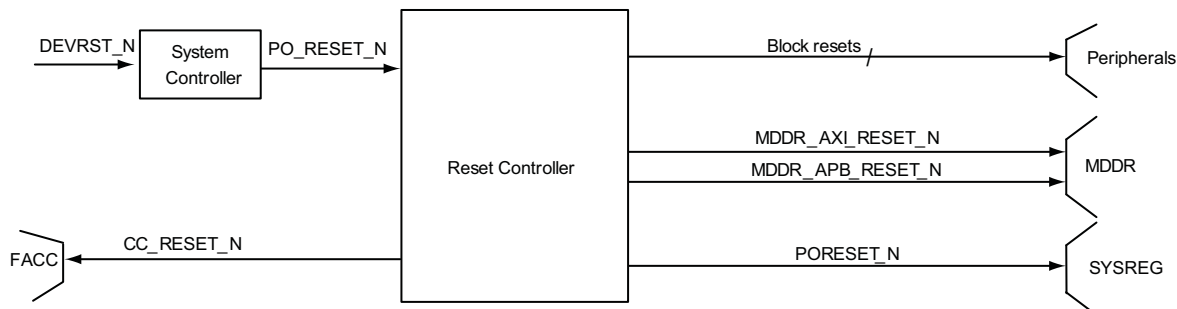 DEVRST_N
System
Controller
PO_RESET_N
Reset Controller
Block resets
Peripherals
MDDR_AXI_RESET_N
MDDR_APB_RESET_N
MDDR
CC_RESET_N
FACC
PORESET_N
SYSREG